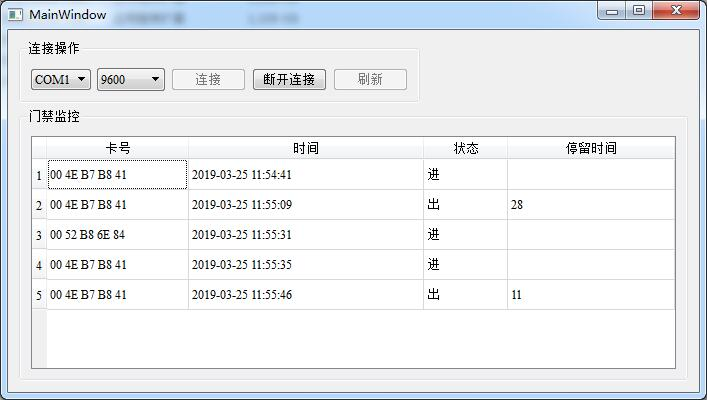 MainWindow
连接操作
COM1 9600 连接 断开连接 刷新
门禁监控
卡号 时间 状态 停留时间
1 00 4E B7 B8 41 2019-03-25 11:54:41 进
2 00 4E B7 B8 41 2019-03-25 11:55:09 出 28
3 00 52 B8 6E 84 2019-03-25 11:55:31 进
4 00 4E B7 B8 41 2019-03-25 11:55:35 进
5 00 4E B7 B8 41 2019-03-25 11:55:46 出 11